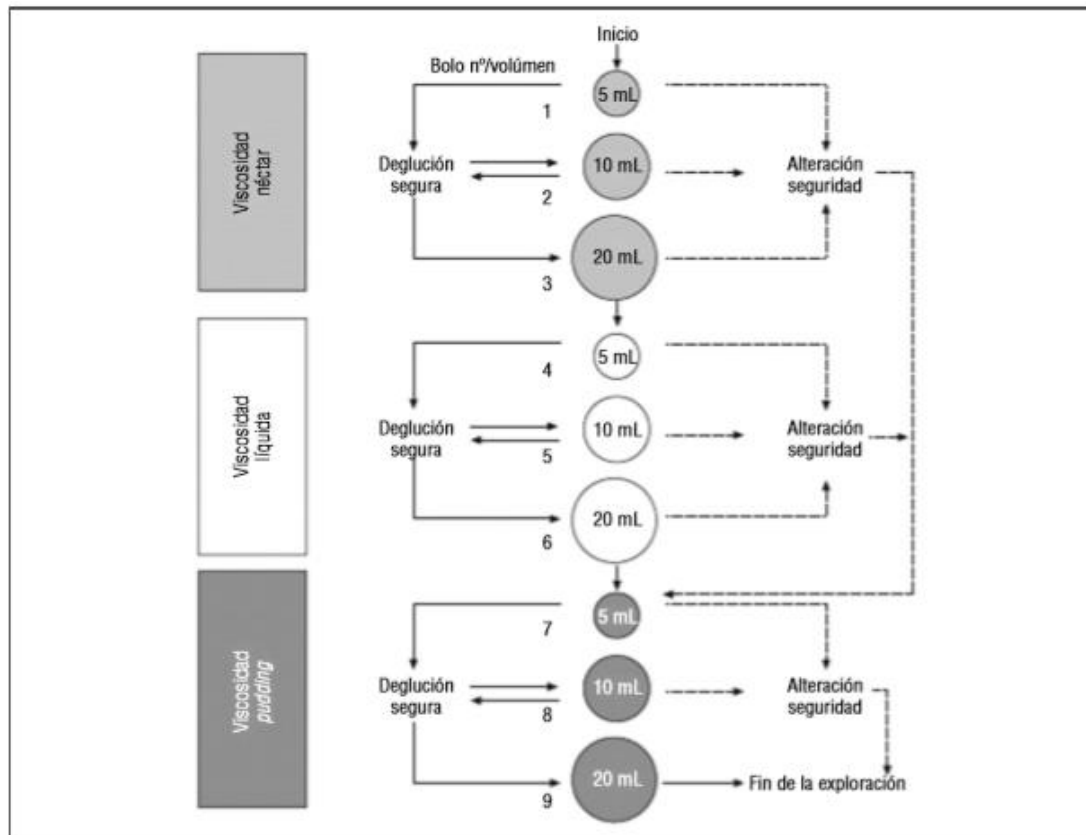 Inicio
Bolo nº/volúmen
5 mL
1
Viscosidad
néctar
Deglución
segura
10 mL
Alteración
seguridad
2
20 mL
3
5 mL
4
Viscosidad
líquida
Deglución
segura
10 mL
Alteración
seguridad
5
20 mL
6
5 mL
7
Viscosidad
pudding
Deglución
segura
10 mL
Alteración
seguridad
8
20 mL
Fin de la exploración
9